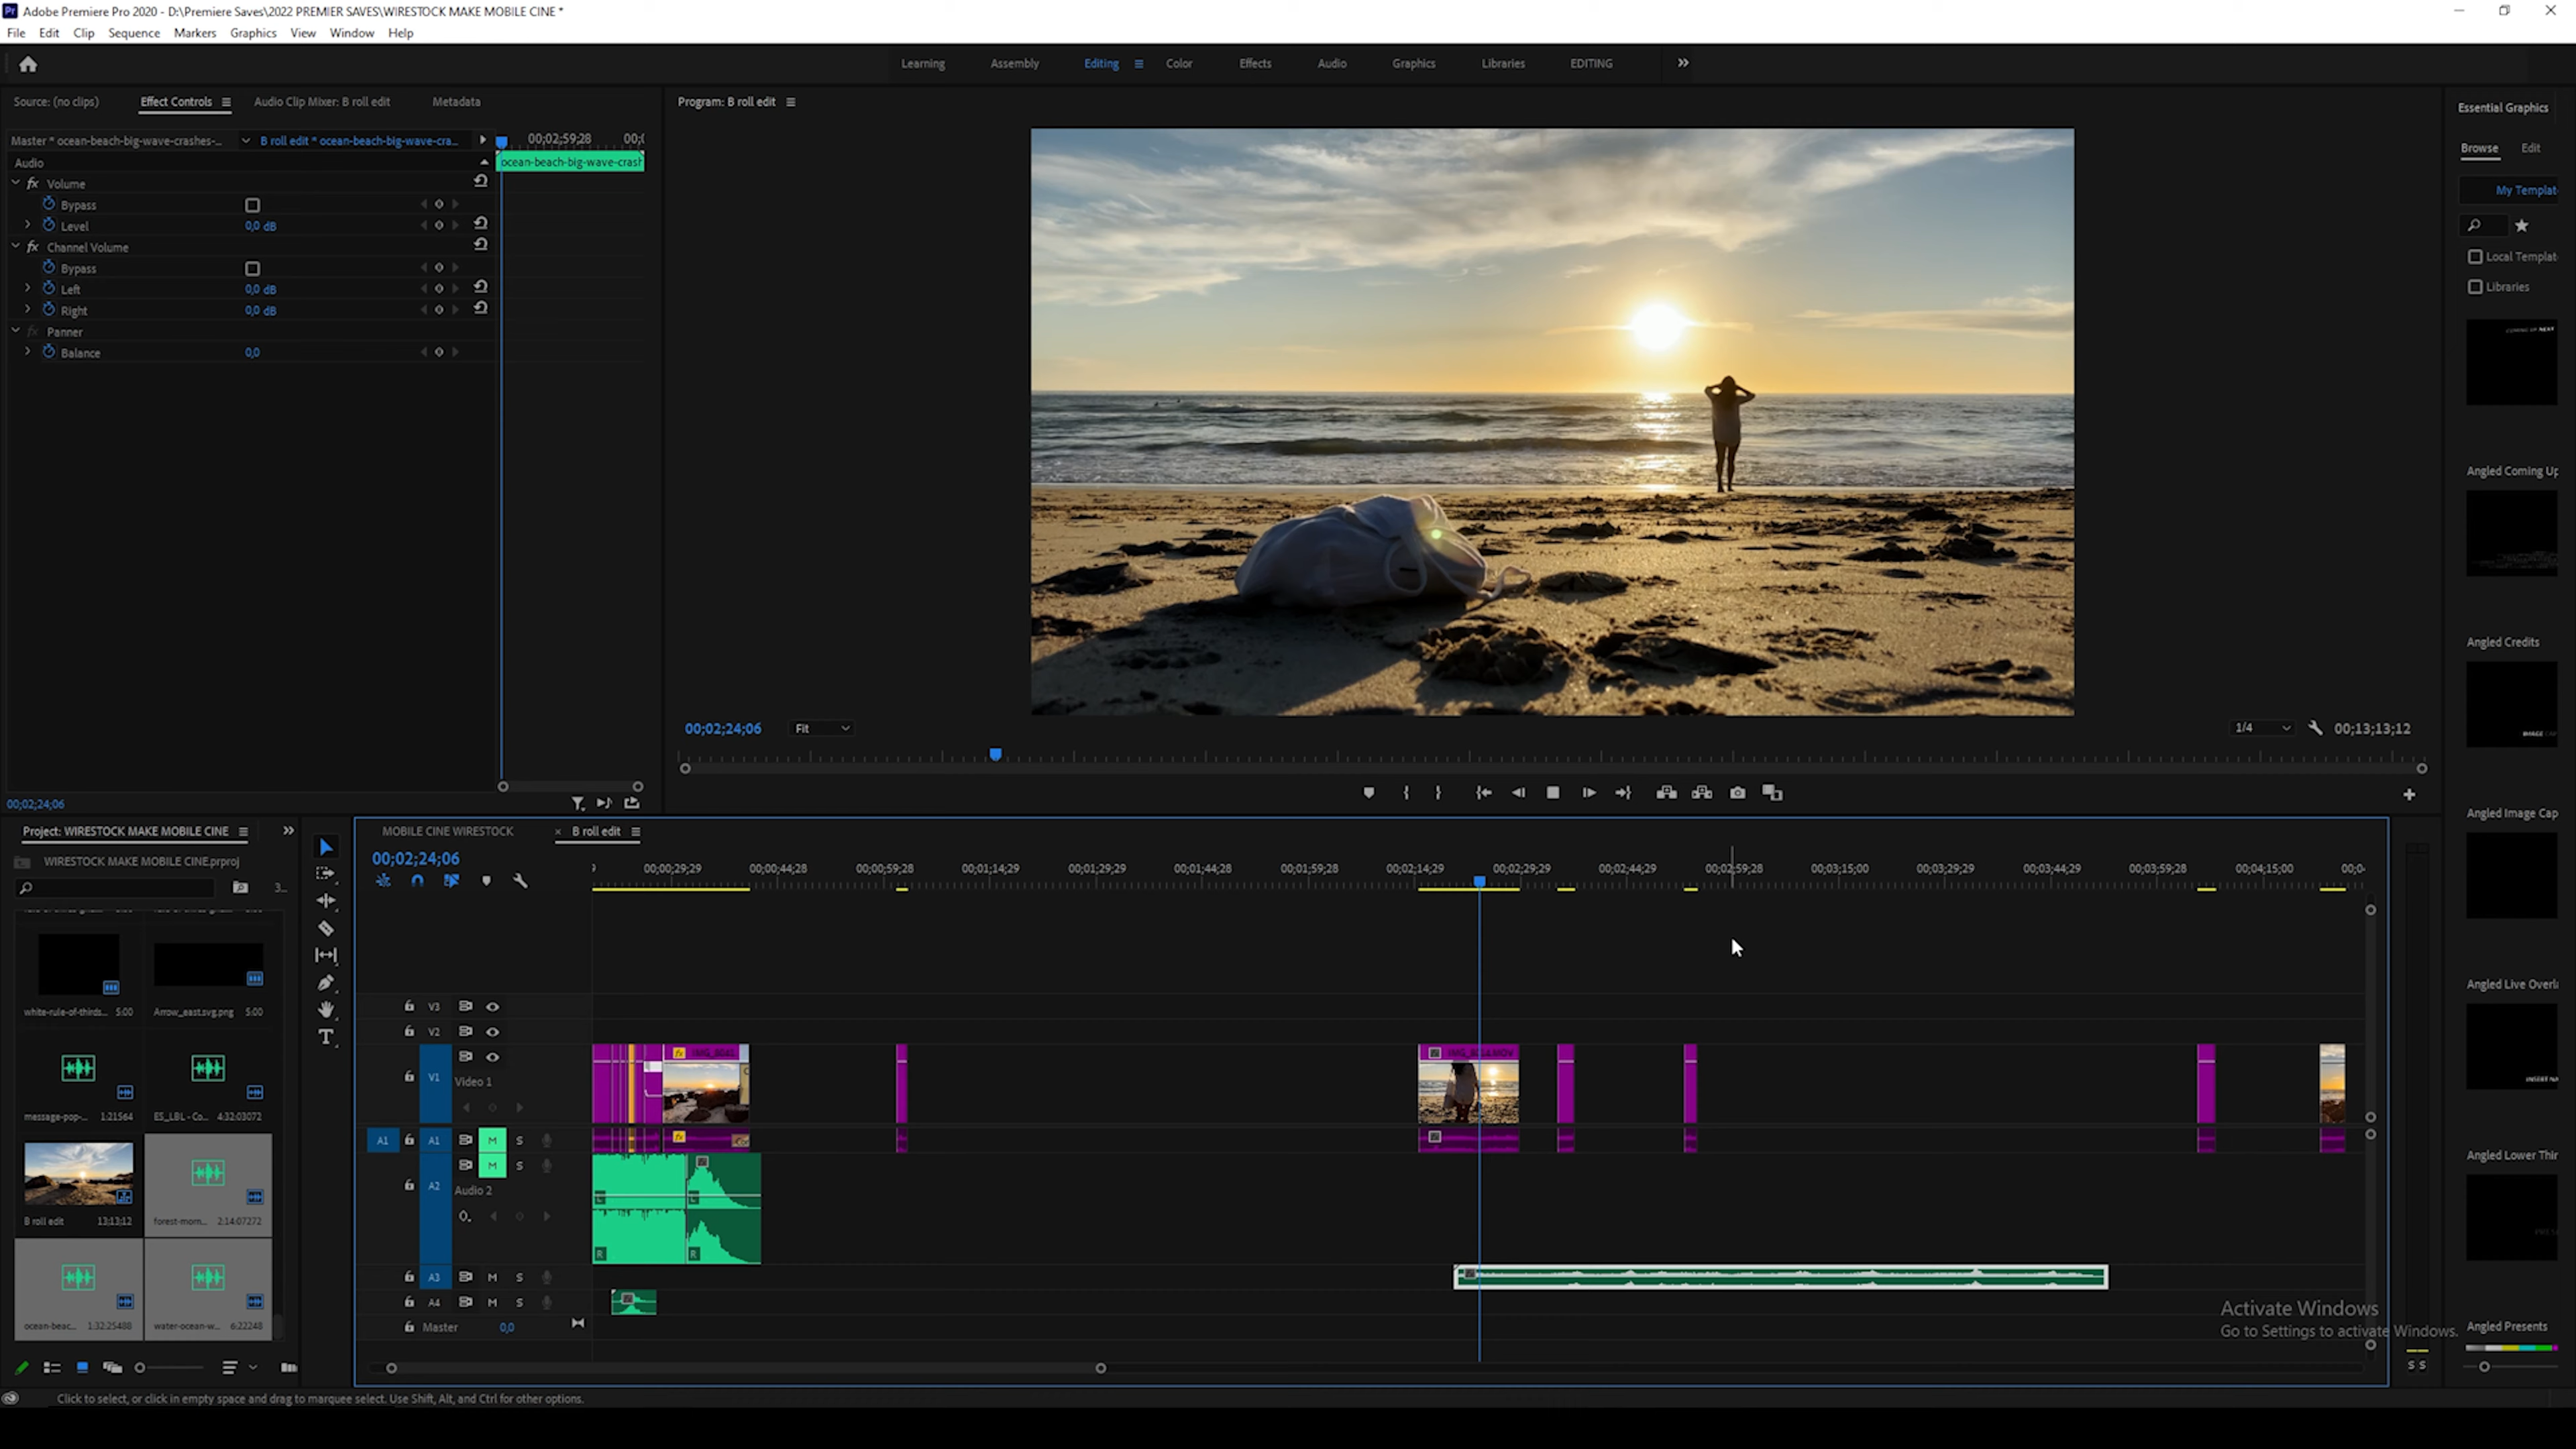 Adobe Premiere Pro 2020 - D:\Premiere Saves\2022 PREMIER SAVES\WIRESTOCK MAKE MOBILE CINE *
File Edit Clip Sequence Markers Graphics View Window Help
Learning Assembly Editing Color Effects Audio Graphics Libraries EDITING
Source: (no clips) Effect Controls Audio Clip Mixer: B roll edit Metadata
Master * ocean-beach-big-wave-crashes-... B roll edit * ocean-beach-big-wave-cra... 00;02;59;28 00;(
Audio ocean-beach-big-wave-crash
fx Volume
Bypass
Level 0,0 dB
fx Channel Volume
Bypass
Left 0,0 dB
Right 0,0 dB
fx Panner
Balance 0,0
00;02;24;06
Program: B roll edit
00;02;24;06 Fit 1/4 00;13;13;12
Essential Graphics
Browse Edit
My Templat
Local Templat
Libraries
COMING UP NEXT
Angled Coming Up
Angled Credits
Angled Image Cap
Angled Live Overla
Angled Lower Thir
Angled Presents
Project: WIRESTOCK MAKE MOBILE CINE
WIRESTOCK MAKE MOBILE CINE.prproj
3...
white-rule-of-thirds... 5:00 Arrow_east.svg.png 5:00
message-pop-... 1:21564 ES_LBL - Co... 4:32:03072
B roll edit 13;13;12 forest-morn... 2:14:07272
ocean-beac... 1:32:25488 water-ocean-w... 6:22248
MOBILE CINE WIRESTOCK × B roll edit
00;02;24;06
9 00;00;29;29 00;00;44;28 00;00;59;28 00;01;14;29 00;01;29;29 00;01;44;28 00;01;59;28 00;02;14;29 00;02;29;29 00;02;44;29 00;02;59;28 00;03;15;00 00;03;29;29 00;03;44;29 00;03;59;28 00;04;15;00 00;0
V3
V2
V1 Video 1
A1 A1 M S
M S
A2 Audio 2
L L
R R
A3 M S
A4 M S
Master 0,0
Activate Windows
Go to Settings to activate Windows.
S S
Click to select, or click in empty space and drag to marquee select. Use Shift, Alt, and Ctrl for other options.